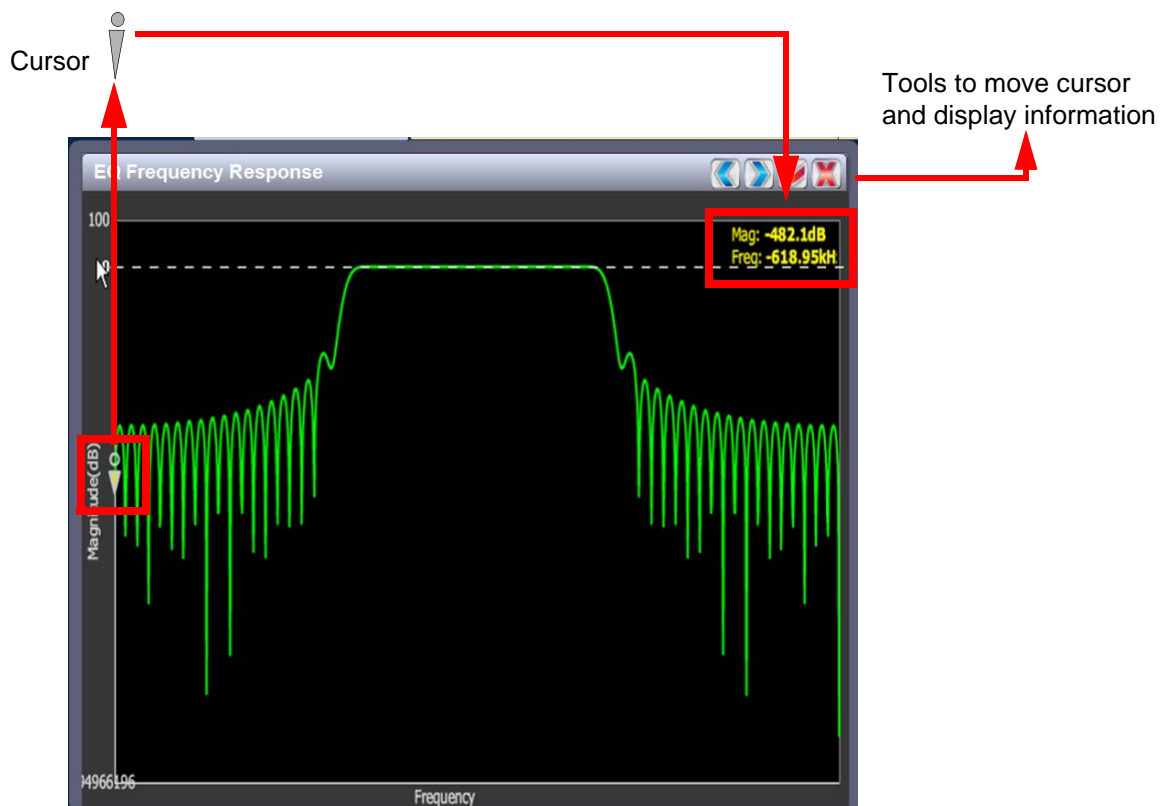 Cursor
Tools to move cursor
and display information
EQ Frequency Response
100
Mag: -482.1dB
Freq: -618.95kH
Magnitude(dB)
94966196
Frequency